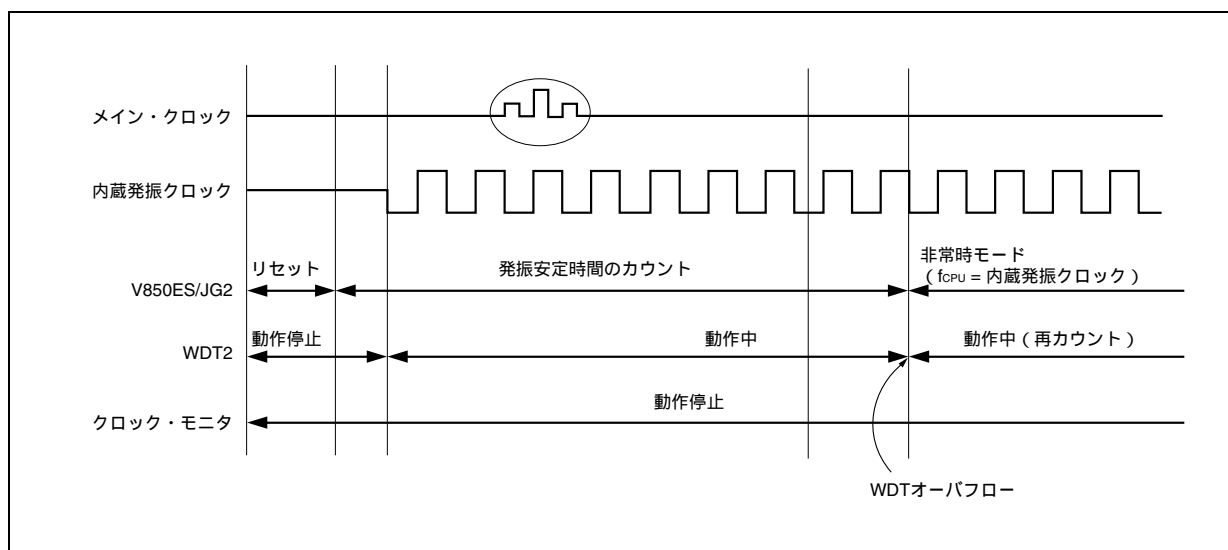 メイン・クロック
内蔵発振クロック
リセット
発振安定時間のカウント
非常時モード
（fCPU = 内蔵発振クロック）
V850ES/JG2
動作停止
動作中
動作中（再カウント）
WDT2
動作停止
クロック・モニタ
WDTオーバフロー